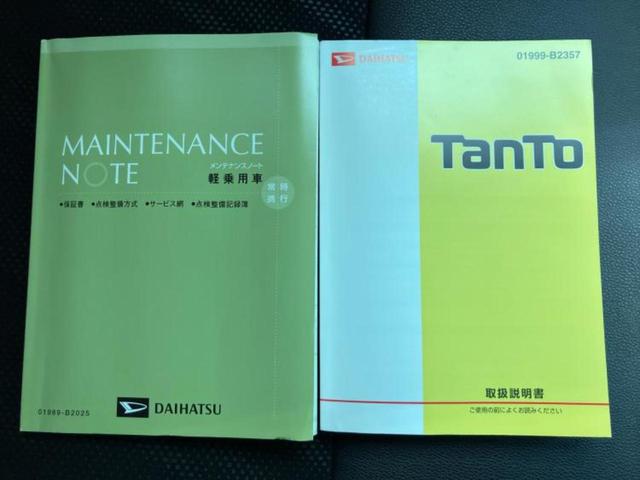 MAINTENANCE
NOTE
メンテナンスノート
軽乗用車
常時
携行
●保証書 ●点検整備方式 ●サービス網 ●点検整備記録簿
01989-B2025
DAIHATSU
DAIHATSU
01999-B2357
TanTo
取扱説明書
ご使用の前によくお読みください